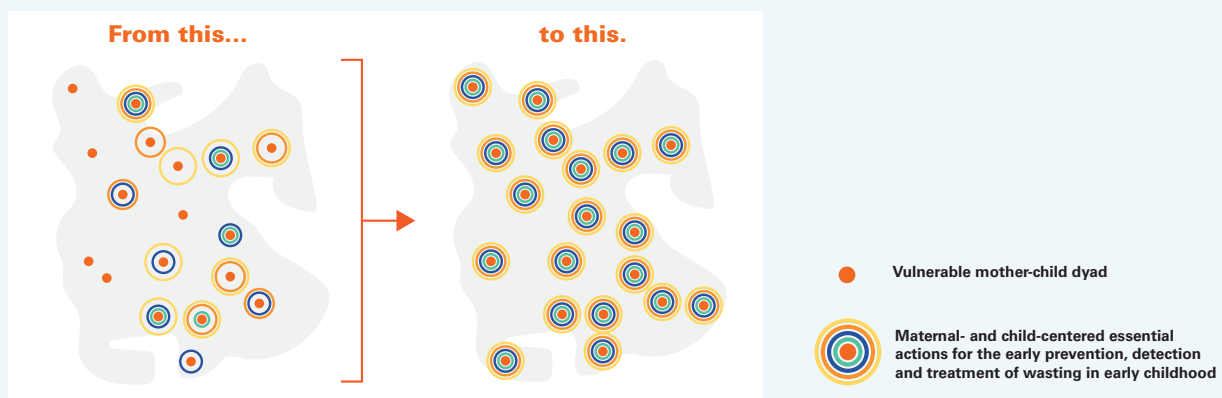 From this...
to this.
Vulnerable mother-child dyad
Maternal- and child-centered essential
actions for the early prevention, detection
and treatment of wasting in early childhood